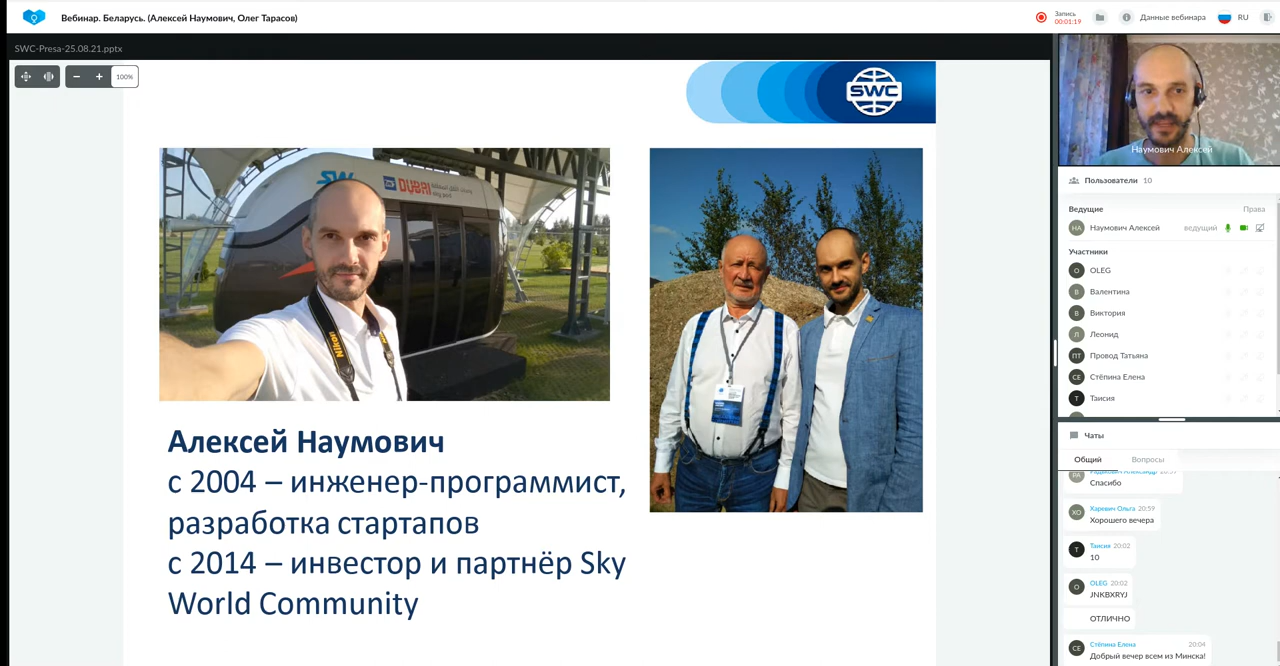 Вебинар. Беларусь. (Алексей Наумович, Олег Тарасов)
Запись
00:01:19
Данные вебинара
RU
SWC-Presa-25.08.21.pptx
100%
SWC
SW
DUBAI
Nikon
Алексей Наумович
с 2004 – инженер-программист,
разработка стартапов
с 2014 – инвестор и партнёр Sky
World Community
Наумович Алексей
Пользователи 10
Ведущие
Права
НА Наумович Алексей ведущий
Участники
O OLEG
В Валентина
В Виктория
Л Леонид
ПТ Провод Татьяна
СЕ Стёпина Елена
Т Таисия
Чаты
Общий
Вопросы
Спасибо
ХО Харевич Ольга 20:59
Хорошего вечера
Т Таисия 20:02
10
O OLEG 20:02
JNKBXRYJ
ОТЛИЧНО
СЕ Стёпина Елена 20:04
Добрый вечер всем из Минска!